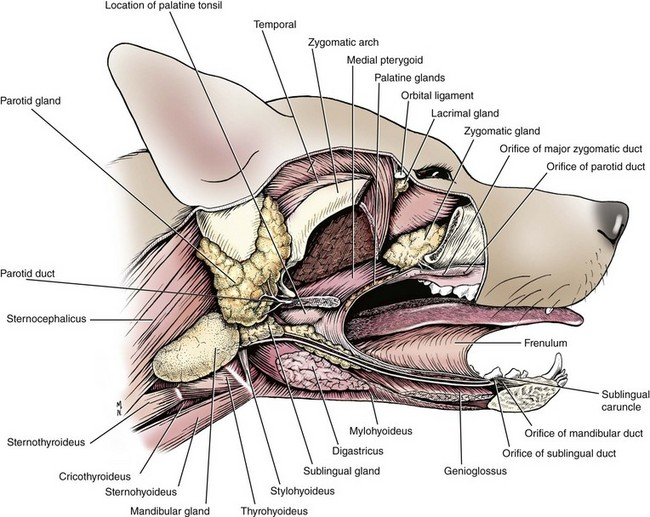 Location of palatine tonsil
Temporal
Zygomatic arch
Medial pterygoid
Palatine glands
Orbital ligament
Lacrimal gland
Zygomatic gland
Orifice of major zygomatic duct
Orifice of parotid duct
Parotid gland
Parotid duct
Sternocephalicus
Frenulum
Sublingual
caruncle
Mylohyoideus
Orifice of mandibular duct
Sternothyroideus
Digastricus
Orifice of sublingual duct
Cricothyroideus
Sublingual gland
Genioglossus
Sternohyoideus
Stylohyoideus
Mandibular gland
Thyrohyoideus